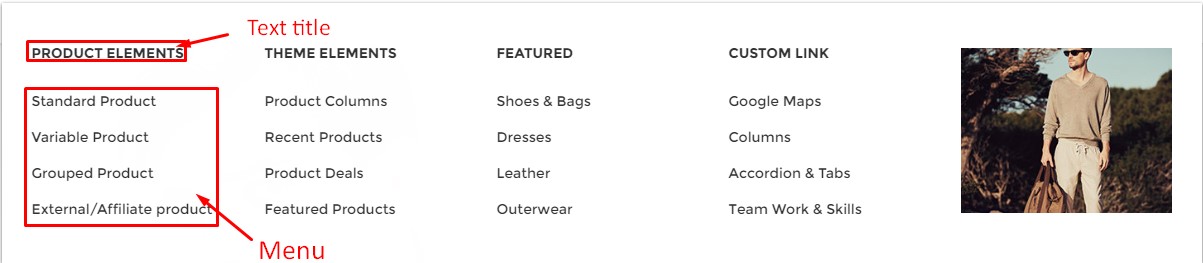 Text title
PRODUCT ELEMENTS
Standard Product
Variable Product
Grouped Product
External/Affiliate product
Menu
THEME ELEMENTS
Product Columns
Recent Products
Product Deals
Featured Products
FEATURED
Shoes & Bags
Dresses
Leather
Outerwear
CUSTOM LINK
Google Maps
Columns
Accordion & Tabs
Team Work & Skills